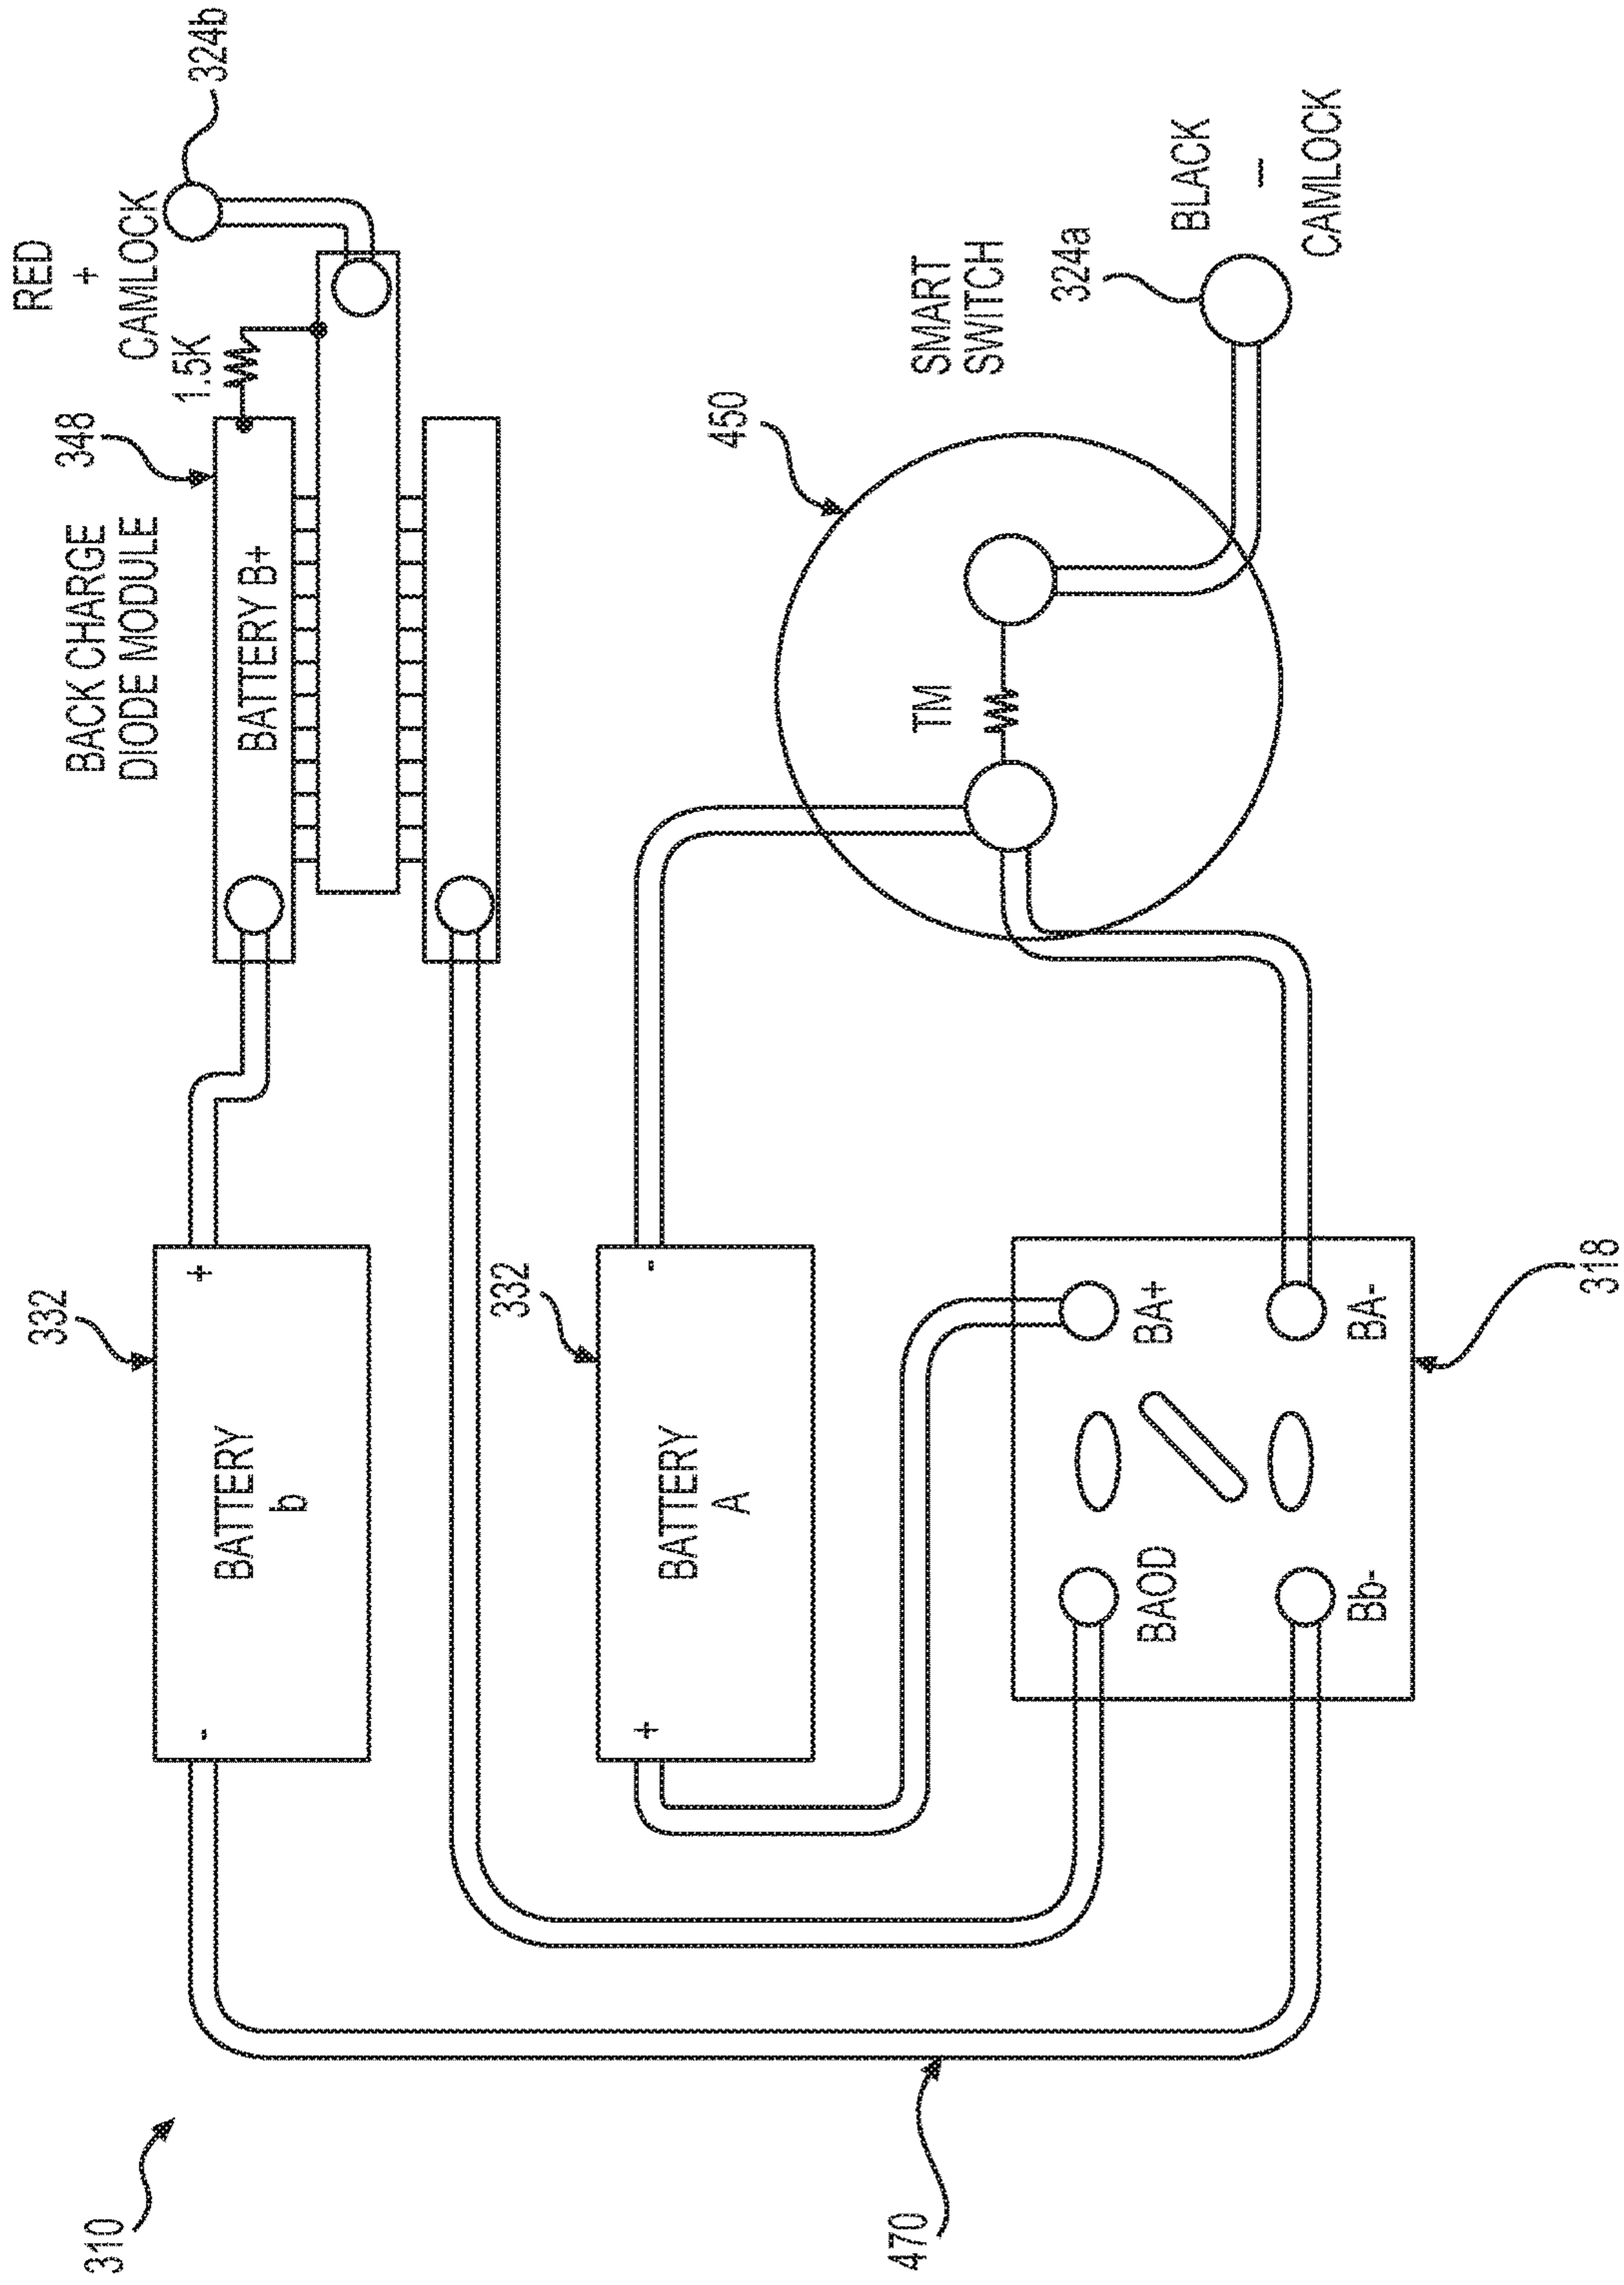 310
332
BATTERY
b
-
+
BACK CHARGE
DIODE MODULE
348
BATTERY B+
1.5K
RED
+
CAMLOCK
324b
332
BATTERY
A
+
-
450
TM
SMART
SWITCH
324a
BLACK
-
CAMLOCK
BAOD
BA+
Bb-
BA-
318
470